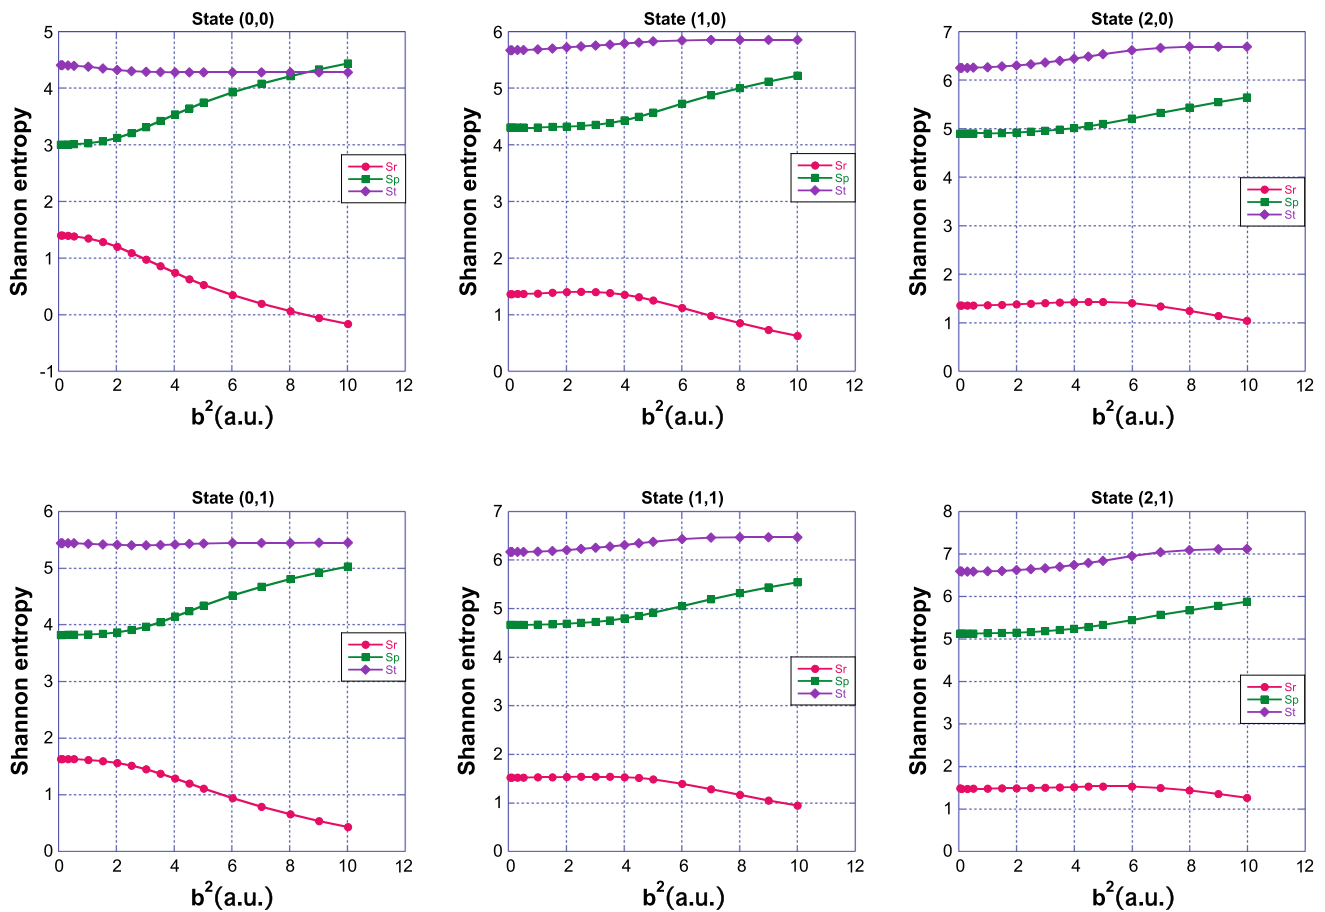 State (0,0)
Shannon entropy
5
4
3
2
1
0
-1
Sr
Sp
St
0 2 4 6 8 10 12
b²(a.u.)
State (1,0)
Shannon entropy
6
5
4
3
2
1
0
Sr
Sp
St
0 2 4 6 8 10 12
b²(a.u.)
State (2,0)
Shannon entropy
7
6
5
4
3
2
1
0
Sr
Sp
St
0 2 4 6 8 10 12
b²(a.u.)
State (0,1)
Shannon entropy
6
5
4
3
2
1
0
Sr
Sp
St
0 2 4 6 8 10 12
b²(a.u.)
State (1,1)
Shannon entropy
7
6
5
4
3
2
1
0
Sr
Sp
St
0 2 4 6 8 10 12
b²(a.u.)
State (2,1)
Shannon entropy
8
7
6
5
4
3
2
1
0
Sr
Sp
St
0 2 4 6 8 10 12
b²(a.u.)